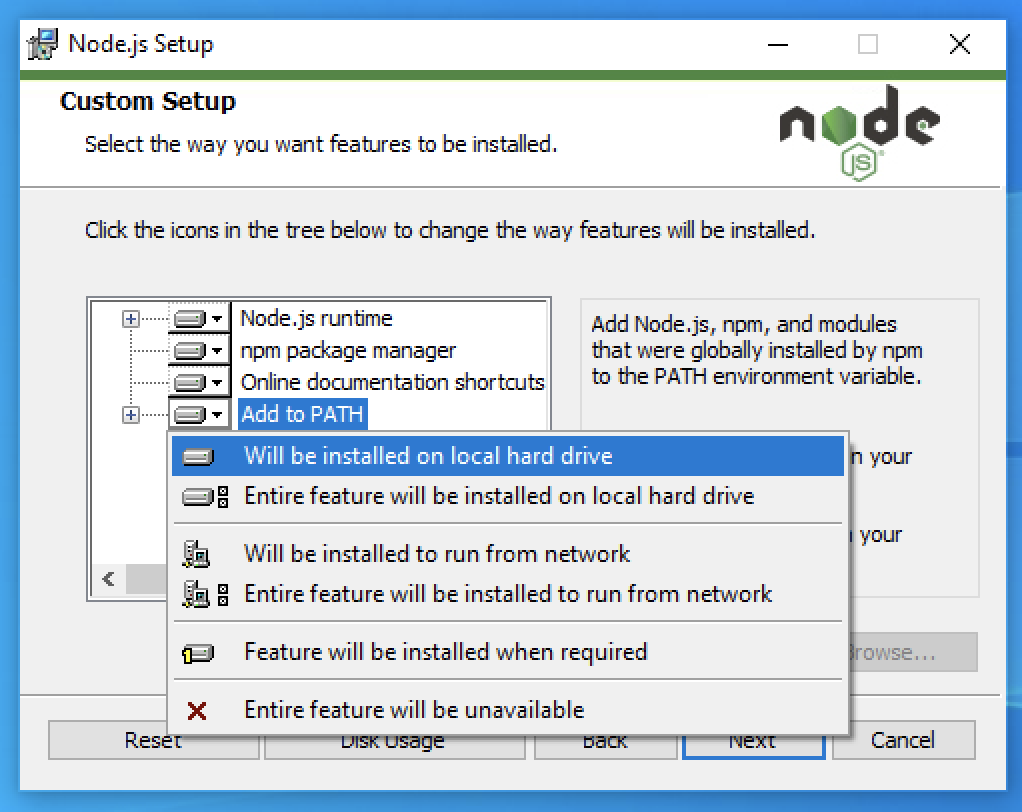 Node.js Setup
Custom Setup
Select the way you want features to be installed.
node
JS
Click the icons in the tree below to change the way features will be installed.
Node.js runtime
npm package manager
Online documentation shortcuts
Add to PATH
Add Node.js, npm, and modules
that were globally installed by npm
to the PATH environment variable.
Will be installed on local hard drive
your
Entire feature will be installed on local hard drive
your
Will be installed to run from network
Entire feature will be installed to run from network
Feature will be installed when required
Browse...
Entire feature will be unavailable
Reset
Disk Usage
Back
Next
Cancel